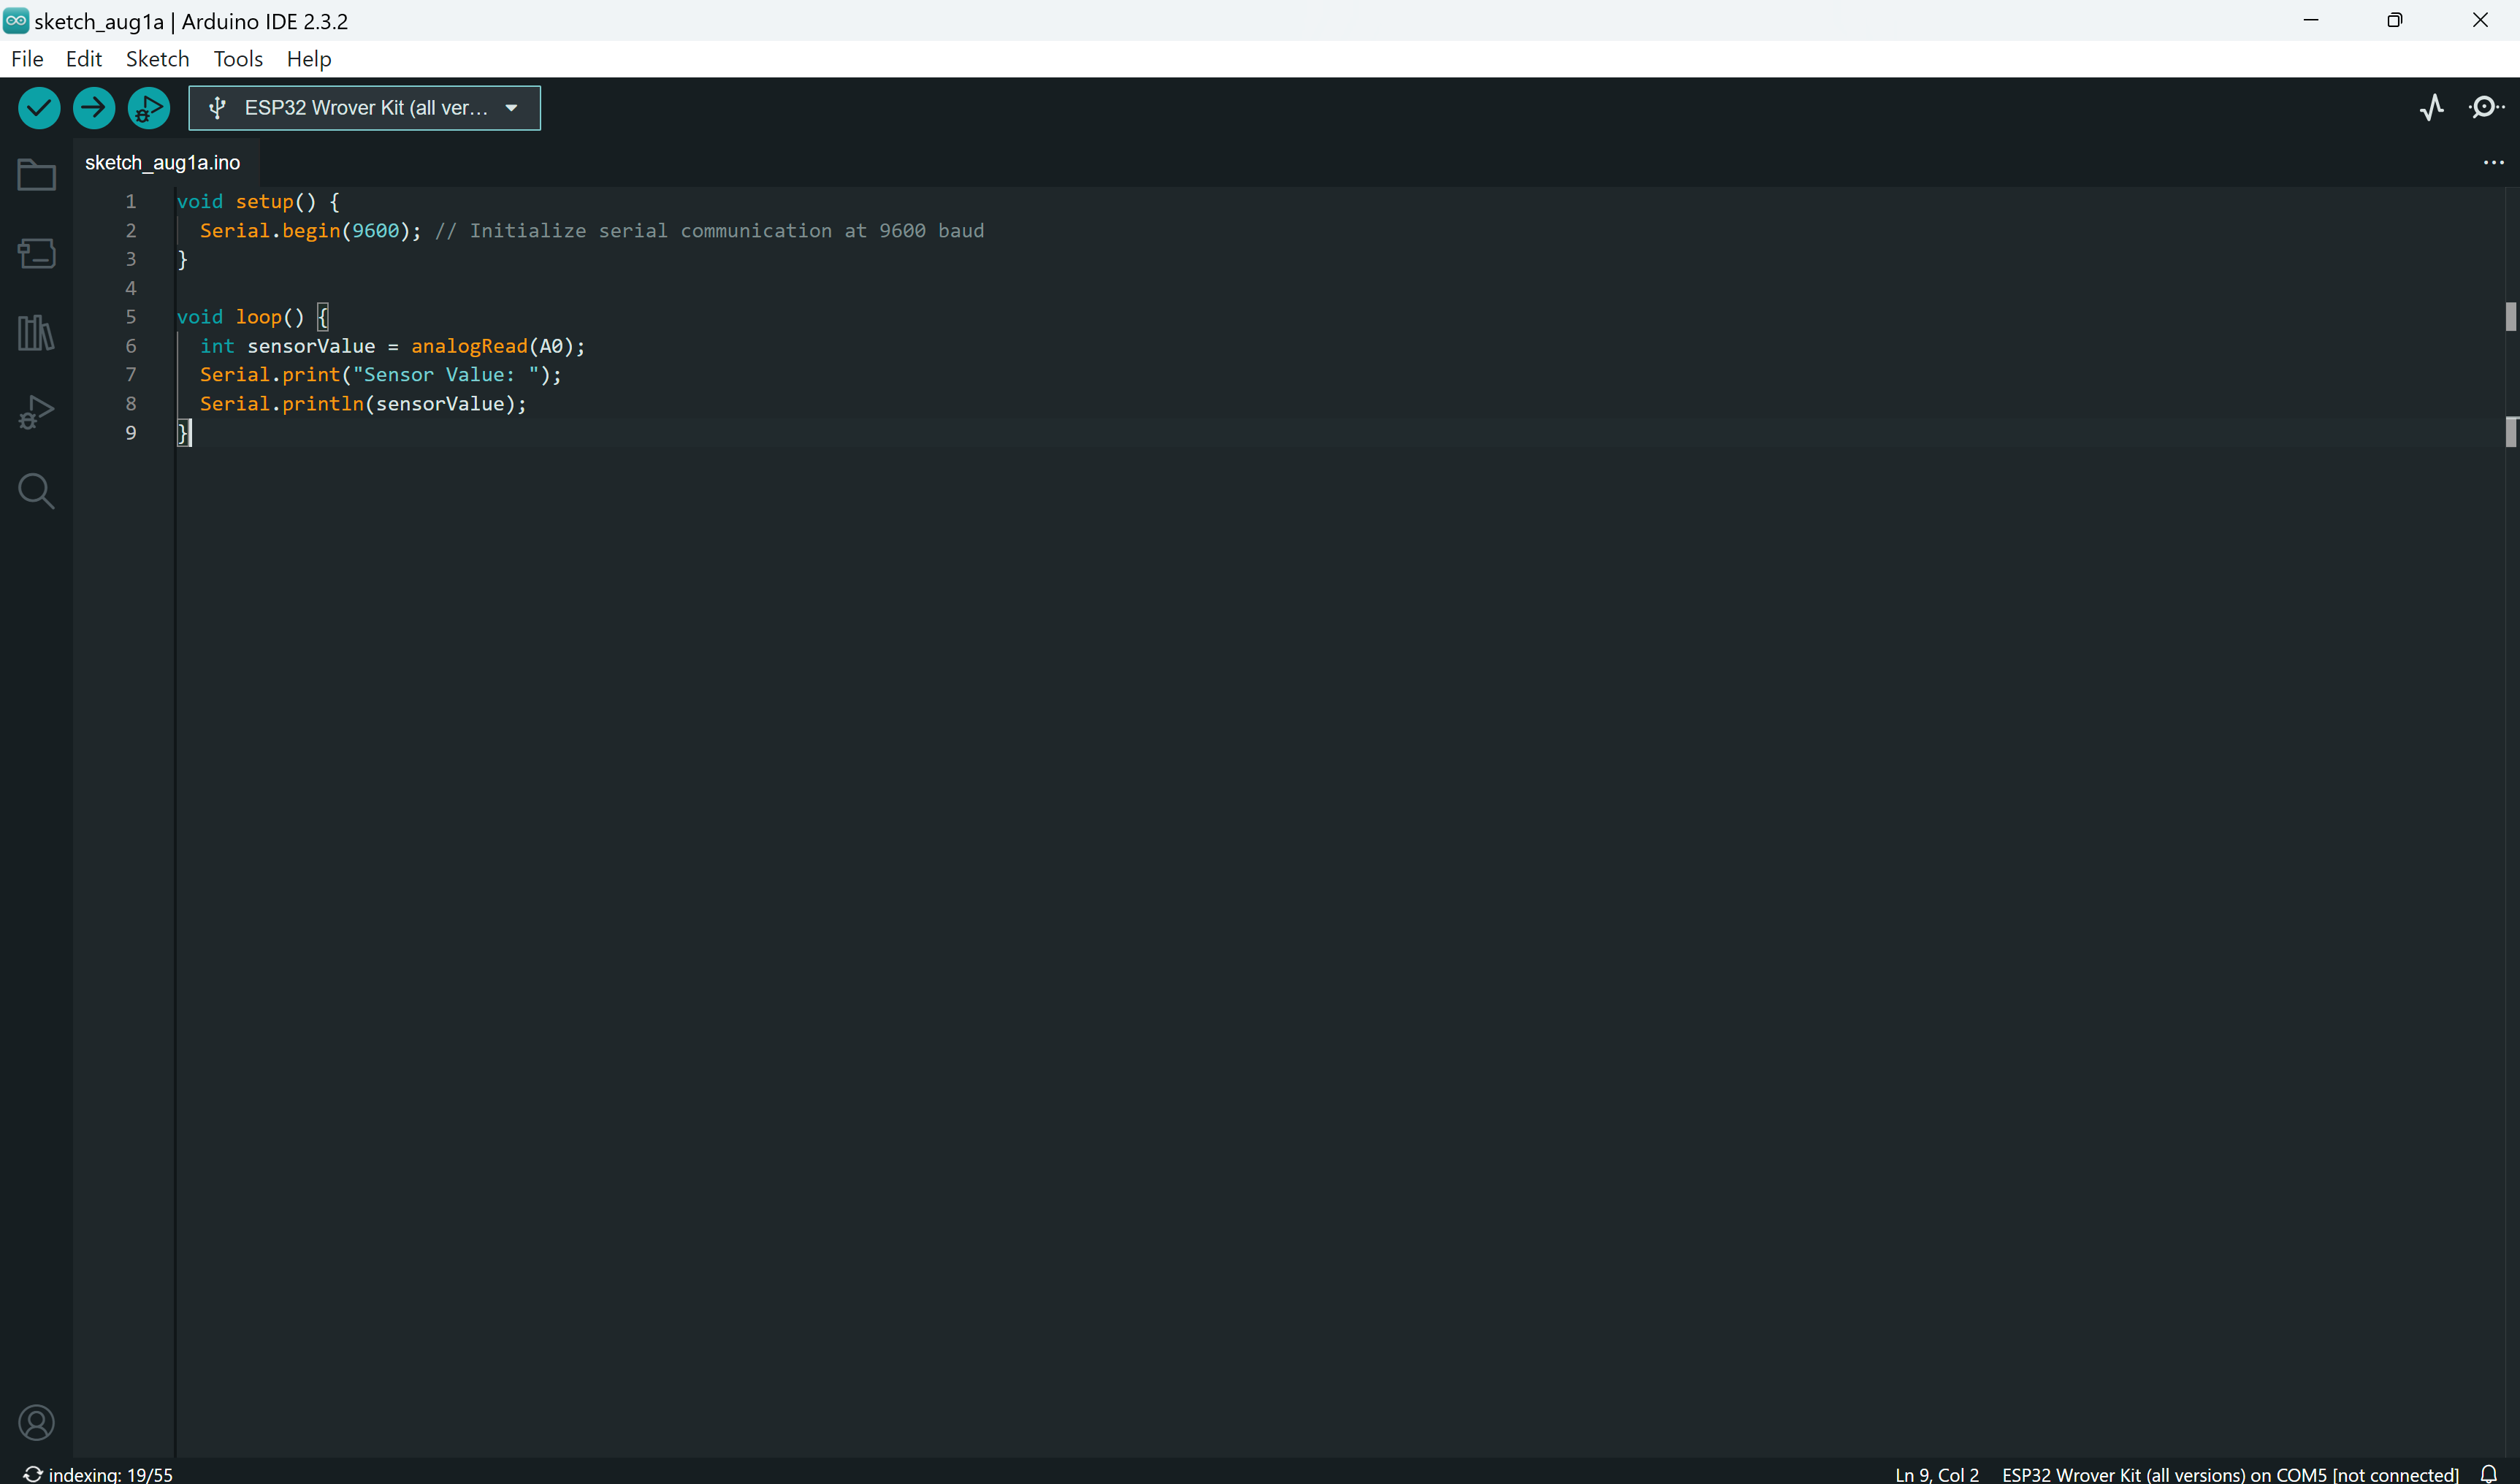 sketch_aug1a | Arduino IDE 2.3.2
File Edit Sketch Tools Help
ESP32 Wrover Kit (all ver...
sketch_aug1a.ino
1 void setup() {
2 Serial.begin(9600); // Initialize serial communication at 9600 baud
3 }
4
5 void loop() {
6 int sensorValue = analogRead(A0);
7 Serial.print("Sensor Value: ");
8 Serial.println(sensorValue);
9 }
indexing: 19/55 Ln 9, Col 2 ESP32 Wrover Kit (all versions) on COM5 [not connected]